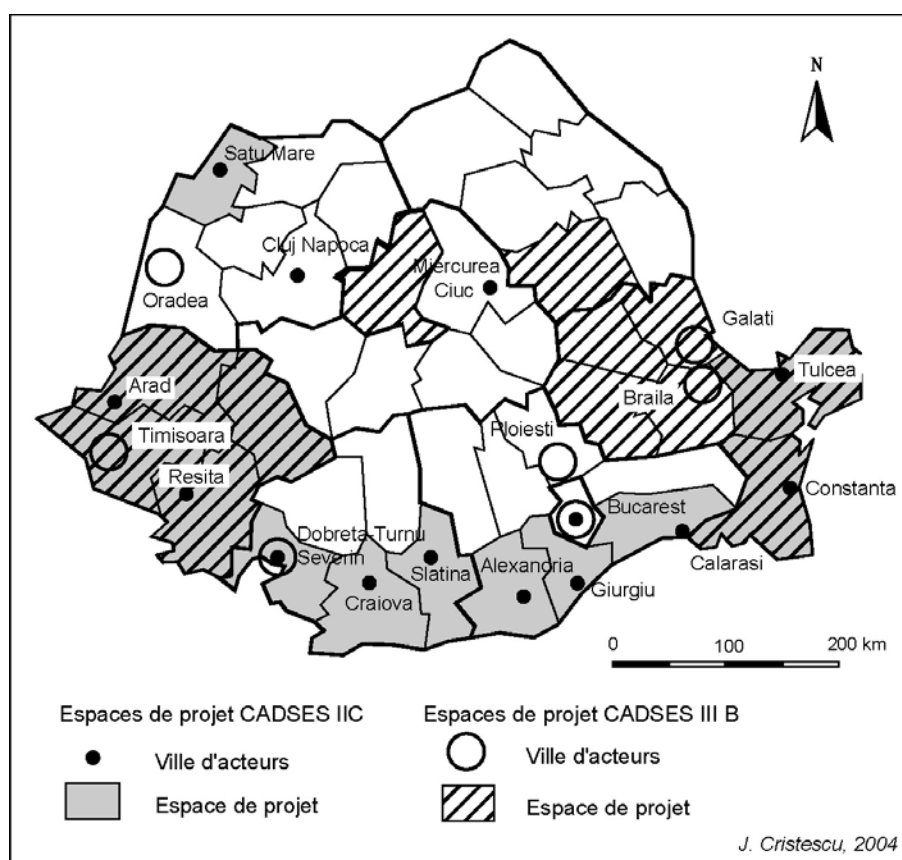 N
Satu Mare
Cluj Napoca
Miercurea
Ciuc
Oradea
Galati
Tulcea
Arad
Braila
Timisoara
Ploiesti
Resita
Constanta
Bucarest
Dobreta-Turnu
Severin
Slatina
Alexandria
Calarasi
Craiova
Giurgiu
0 100 200 km
Espaces de projet CADSES IIC
Ville d'acteurs
Espace de projet
Espaces de projet CADSES III B
Ville d'acteurs
Espace de projet
J. Cristescu, 2004